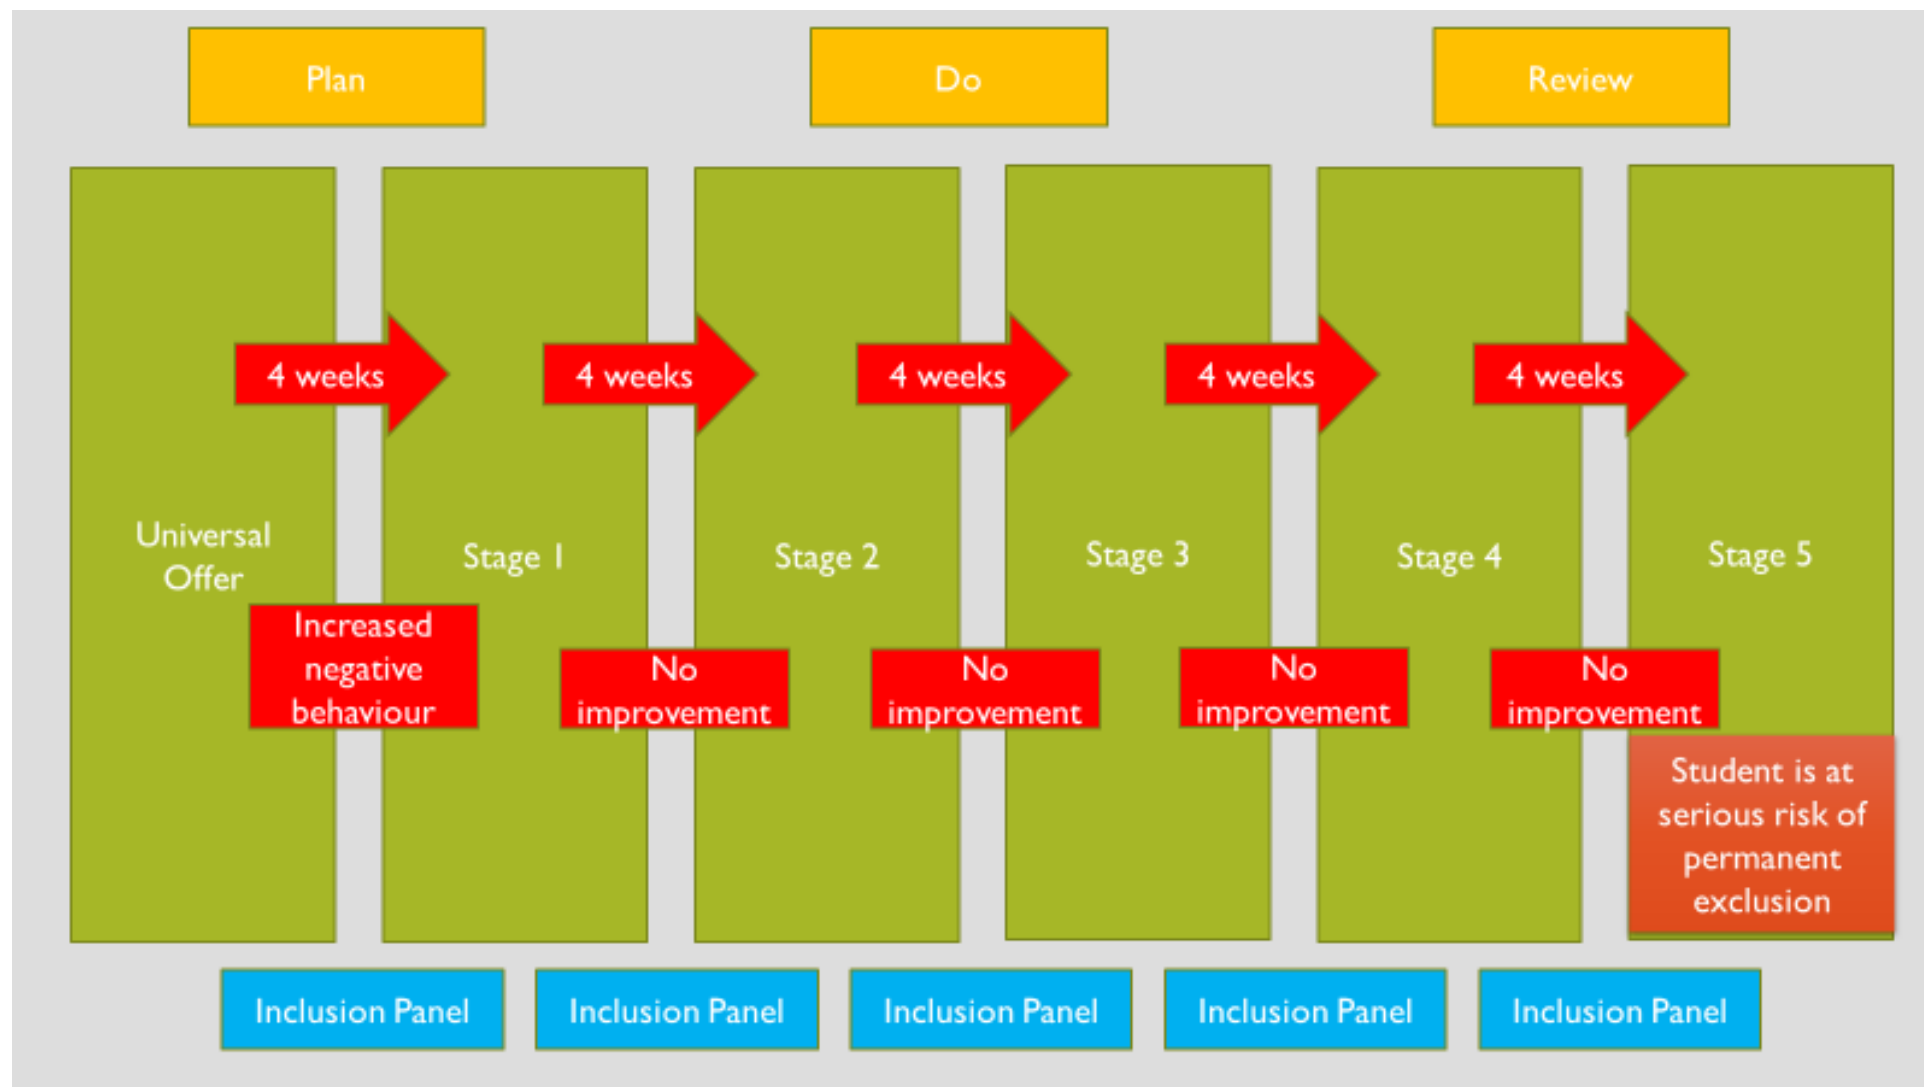 Plan
Do
Review
4 weeks
4 weeks
4 weeks
4 weeks
4 weeks
Universal
Offer
Stage 1
Stage 2
Stage 3
Stage 4
Stage 5
Increased
negative
behaviour
No
improvement
No
improvement
No
improvement
No
improvement
Student is at
serious risk of
permanent
exclusion
Inclusion Panel
Inclusion Panel
Inclusion Panel
Inclusion Panel
Inclusion Panel